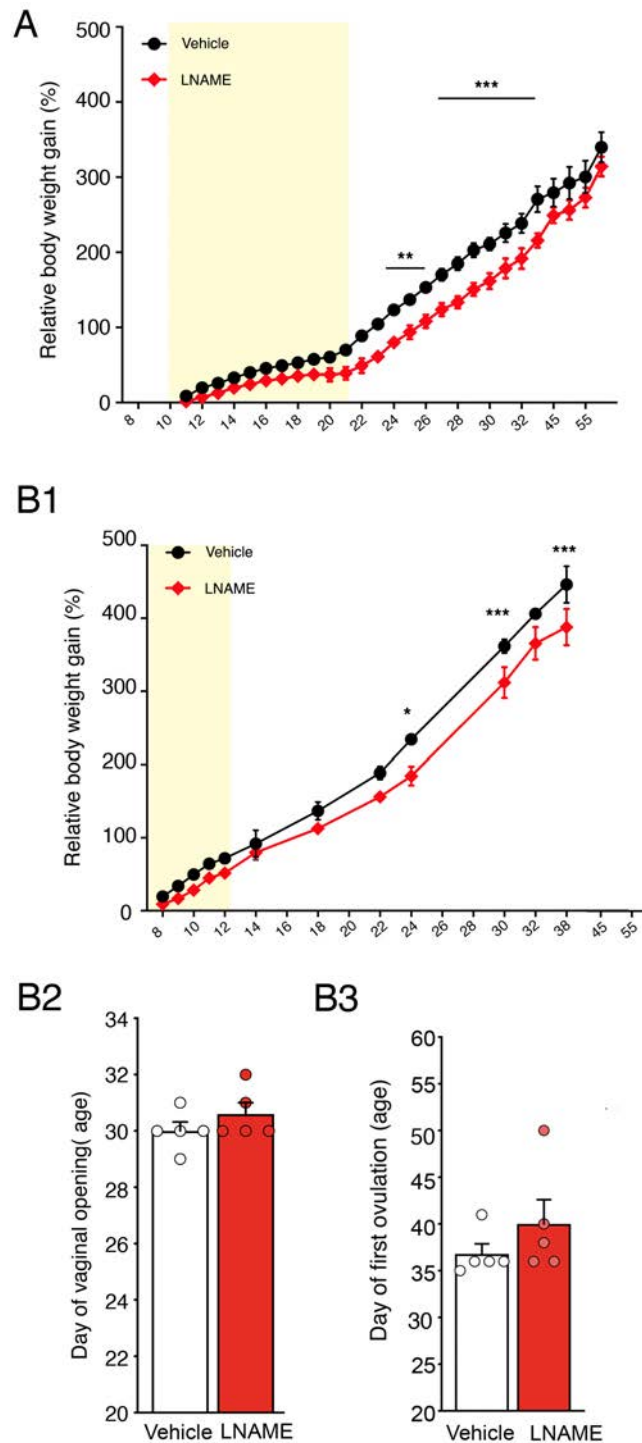 A
500
400
300
200
100
0
Relative body weight gain (%)
Vehicle
LNAME
**
***
8 10 12 14 16 18 20 22 24 26 28 30 32 45 55
B1
500
400
300
200
100
0
Relative body weight gain (%)
Vehicle
LNAME
*
***
***
8 10 12 14 16 18 20 22 24 26 28 30 32 38 45 55
B2
34
32
30
28
26
24
22
20
Day of vaginal opening( age)
Vehicle LNAME
B3
60
55
50
45
40
35
30
25
20
Day of first ovulation (age)
Vehicle LNAME